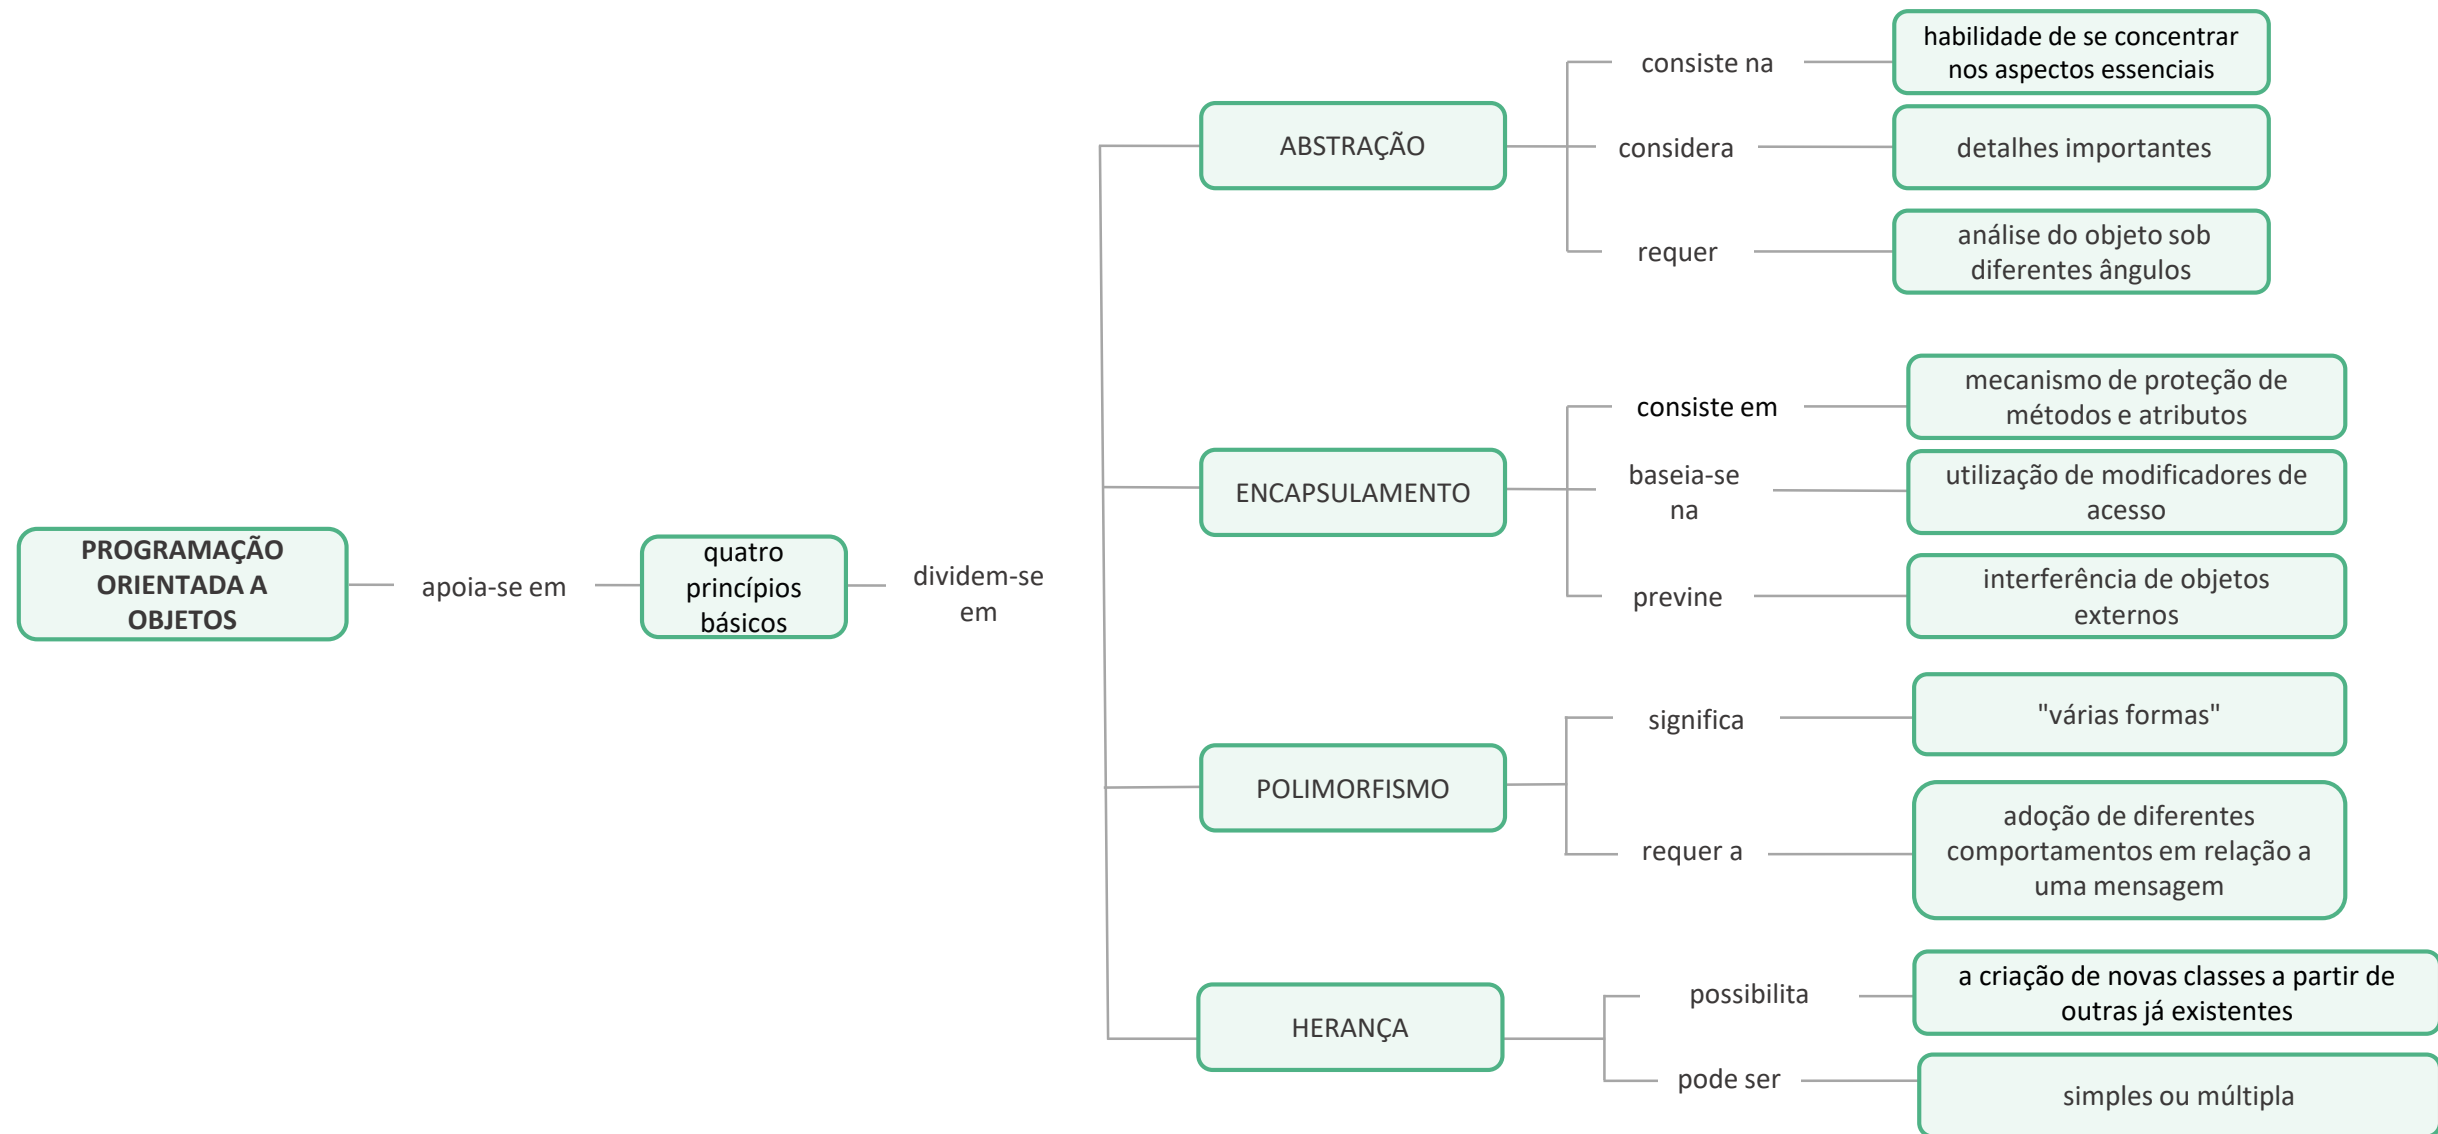 PROGRAMAÇÃO
ORIENTADA A
OBJETOS
apoia-se em
quatro
princípios
básicos
dividem-se
em
ABSTRAÇÃO
consiste na
habilidade de se concentrar
nos aspectos essenciais
considera
detalhes importantes
requer
análise do objeto sob
diferentes ângulos
ENCAPSULAMENTO
consiste em
mecanismo de proteção de
métodos e atributos
baseia-se
na
utilização de modificadores de
acesso
previne
interferência de objetos
externos
POLIMORFISMO
significa
"várias formas"
requer a
adoção de diferentes
comportamentos em relação a
uma mensagem
HERANÇA
possibilita
a criação de novas classes a partir de
outras já existentes
pode ser
simples ou múltipla